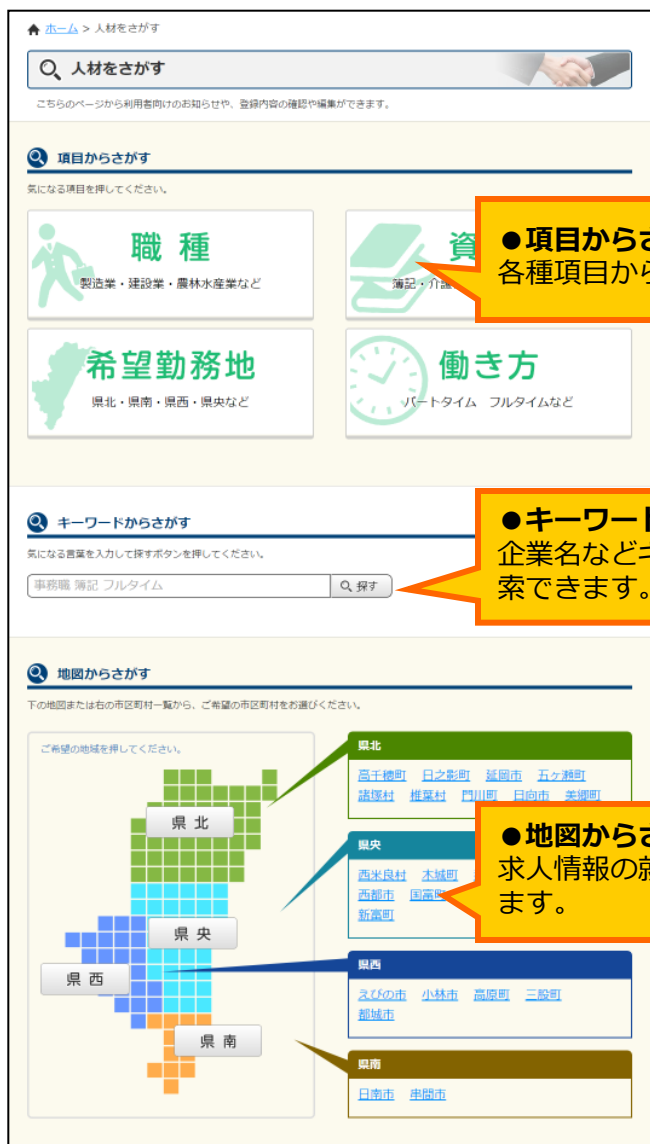 ホーム > 人材をさがす
人材をさがす
こちらのページから利用者向けのお知らせや、登録内容の確認や編集ができます。
項目からさがす
気になる項目を押してください。
職 種
製造業・建設業・農林水産業など
資
簿記・介護
●項目からさ
各種項目から
希望勤務地
県北・県南・県西・県央など
働き方
パートタイム フルタイムなど
キーワードからさがす
気になる言葉を入力して探すボタンを押してください。
事務職 簿記 フルタイム
探す
●キーワード
企業名などキ
索できます。
地図からさがす
下の地図または右の市区町村一覧から、ご希望の市区町村をお選びください。
ご希望の地域を押してください。
県 北
県 央
県 西
県 南
県北
高千穂町 日之影町 延岡市 五ヶ瀬町
諸塚村 椎葉村 門川町 日向市 美郷町
県央
西米良村 木城町
西都市 国富町
新富町
●地図からさ
求人情報の就
ます。
県西
えびの市 小林市 高原町 三股町
都城市
県南
日南市 串間市